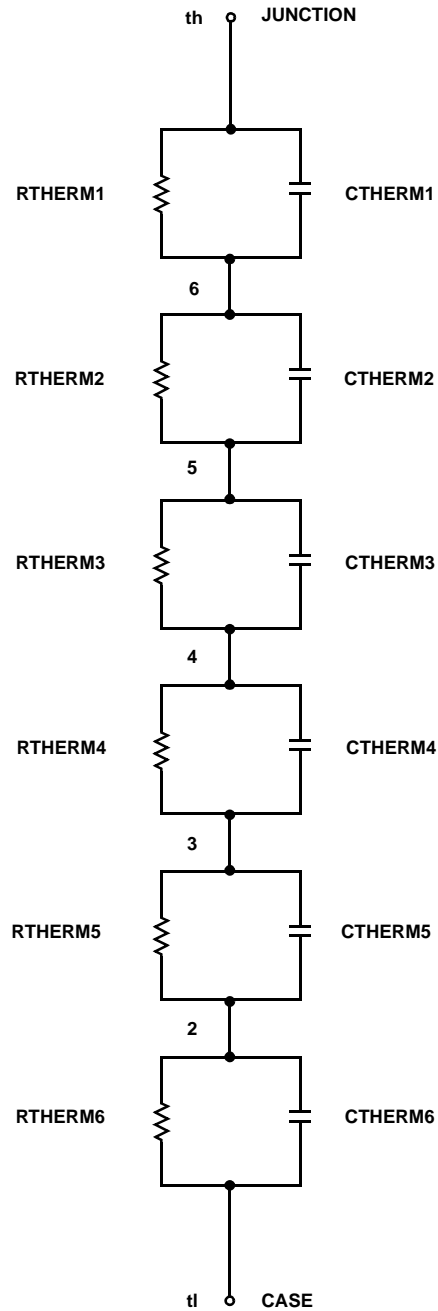 th JUNCTION
RTHERM1 CTHERM1
6
RTHERM2 CTHERM2
5
RTHERM3 CTHERM3
4
RTHERM4 CTHERM4
3
RTHERM5 CTHERM5
2
RTHERM6 CTHERM6
tl CASE